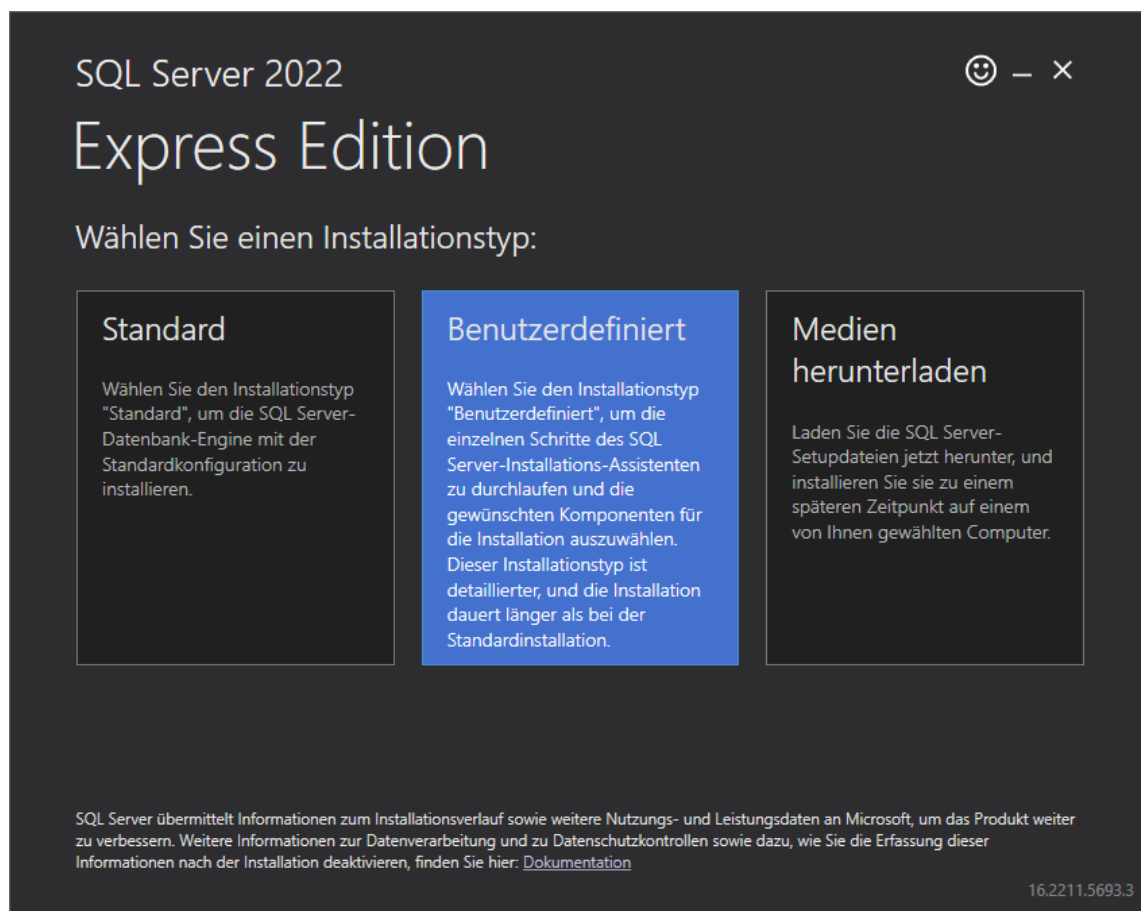 SQL Server 2022
Express Edition
Wählen Sie einen Installationstyp:
Standard
Wählen Sie den Installationstyp
"Standard", um die SQL Server-
Datenbank-Engine mit der
Standardkonfiguration zu
installieren.
Benutzerdefiniert
Wählen Sie den Installationstyp
"Benutzerdefiniert", um die
einzelnen Schritte des SQL
Server-Installations-Assistenten
zu durchlaufen und die
gewünschten Komponenten für
die Installation auszuwählen.
Dieser Installationstyp ist
detaillierter, und die Installation
dauert länger als bei der
Standardinstallation.
Medien
herunterladen
Laden Sie die SQL Server-
Setupdateien jetzt herunter, und
installieren Sie sie zu einem
späteren Zeitpunkt auf einem
von Ihnen gewählten Computer.
SQL Server übermittelt Informationen zum Installationsverlauf sowie weitere Nutzungs- und Leistungsdaten an Microsoft, um das Produkt weiter
zu verbessern. Weitere Informationen zur Datenverarbeitung und zu Datenschutzkontrollen sowie dazu, wie Sie die Erfassung dieser
Informationen nach der Installation deaktivieren, finden Sie hier: Dokumentation
16.2211.5693.3